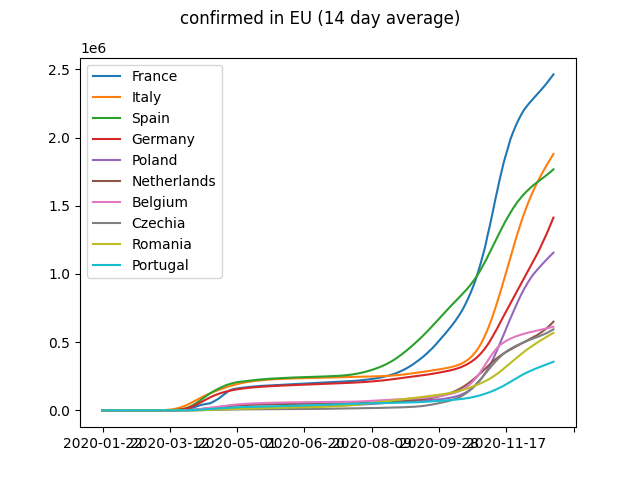 confirmed in EU (14 day average)
1e6
2.5
2.0
1.5
1.0
0.5
0.0
France
Italy
Spain
Germany
Poland
Netherlands
Belgium
Czechia
Romania
Portugal
2020-01-22 2020-03-12 2020-05-01 2020-06-20 2020-08-09 2020-09-28 2020-11-17